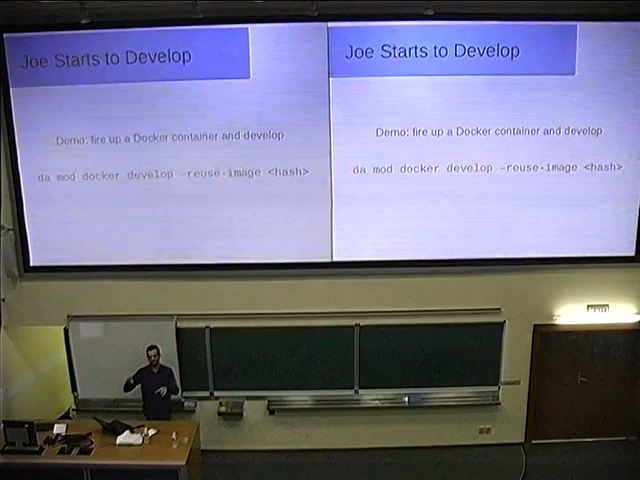 Joe Starts to Develop
Demo: fire up a Docker container and develop
da mod docker develop –reuse-image <hash>
Joe Starts to Develop
Demo: fire up a Docker container and develop
da mod docker develop –reuse-image <hash>